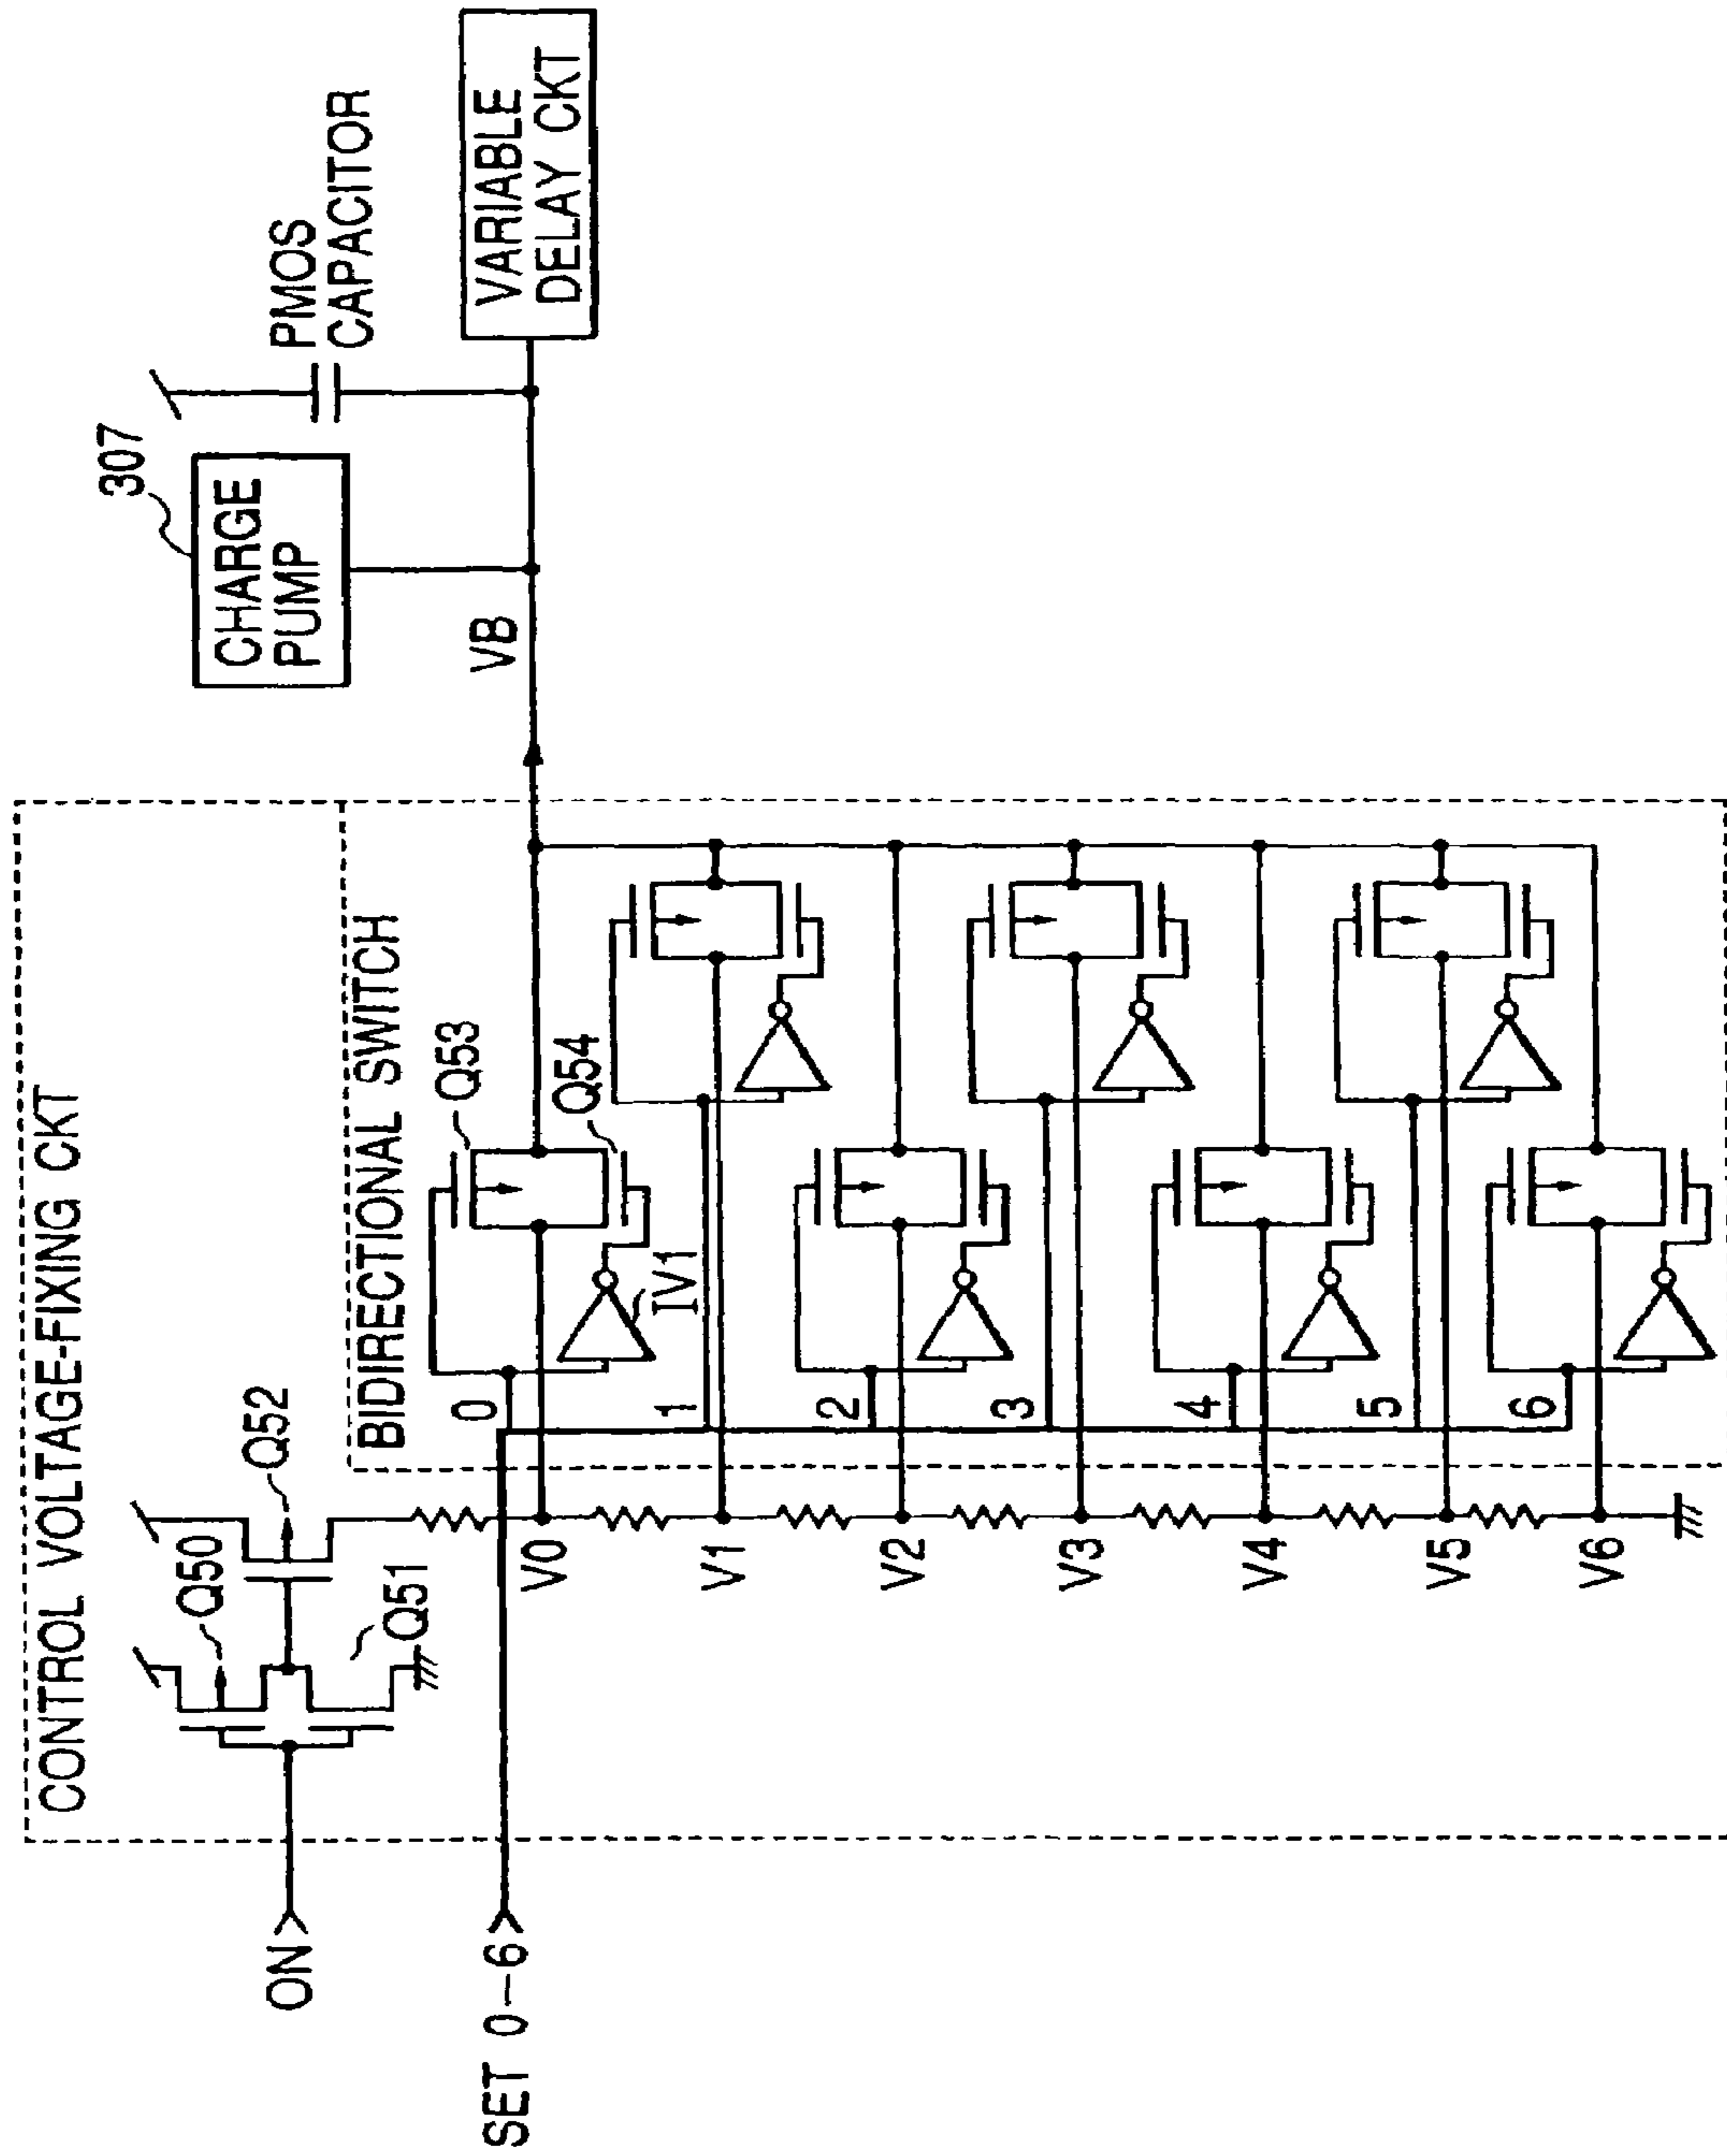 CONTROL VOLTAGE-FIXING CKT
ON
Q50
Q51
Q52
SET 0-6
BIDIRECTIONAL SWITCH
Q53
Q54
IV1
0
1
2
3
4
5
6
V0
V1
V2
V3
V4
V5
V6
VB
307
CHARGE
PUMP
PMOS
CAPACITOR
VARIABLE
DELAY CKT